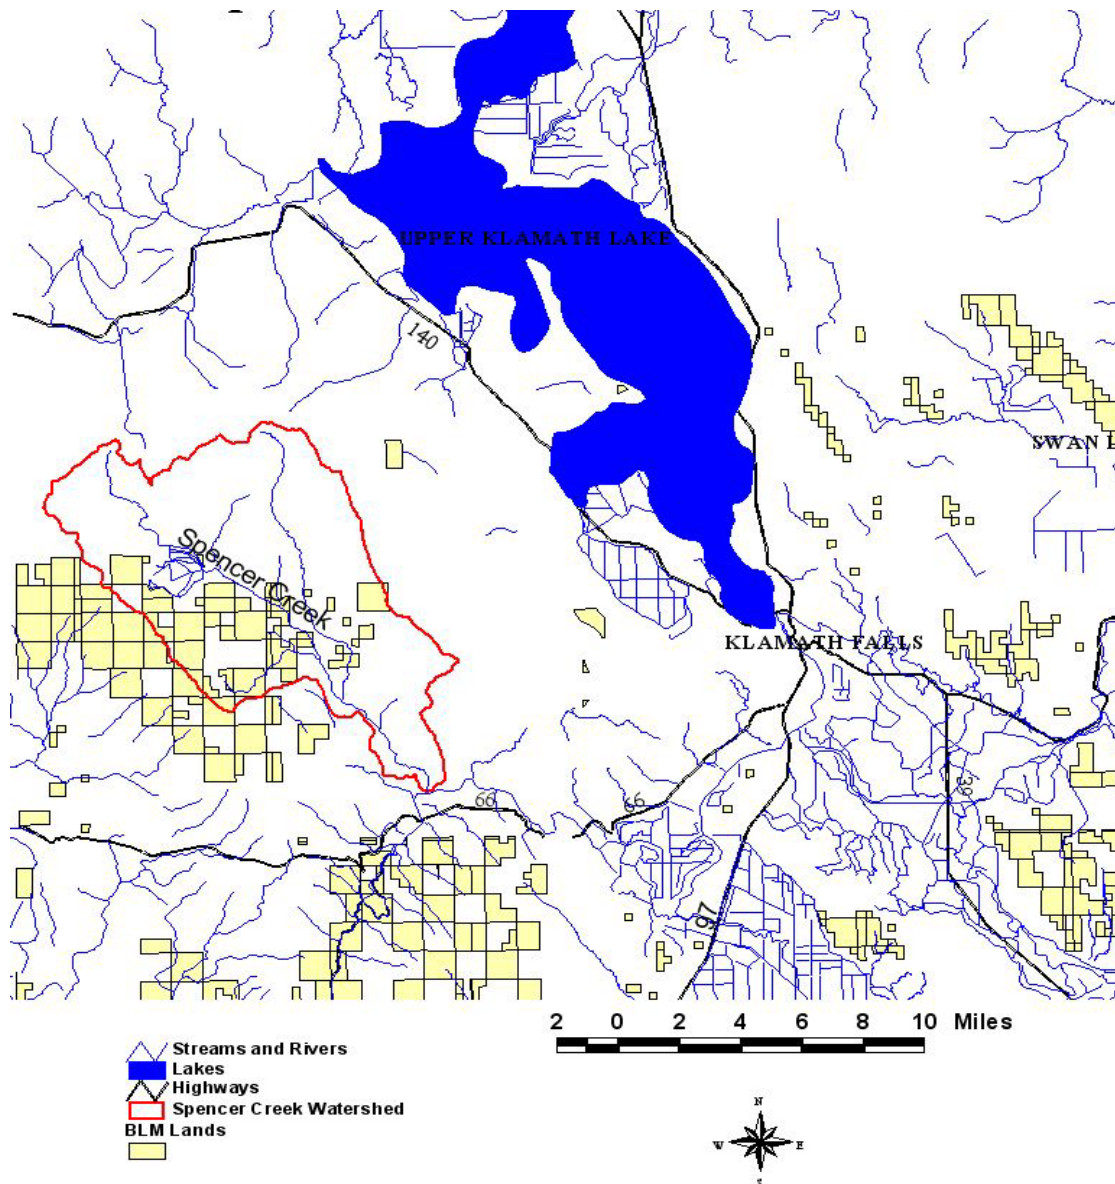 UPPER KLAMATH LAKE
140
SWAN L
Spencer Creek
KLAMATH FALLS
39
66
66
97
2 0 2 4 6 8 10 Miles
Streams and Rivers
Lakes
Highways
Spencer Creek Watershed
BLM Lands
N
W E
s